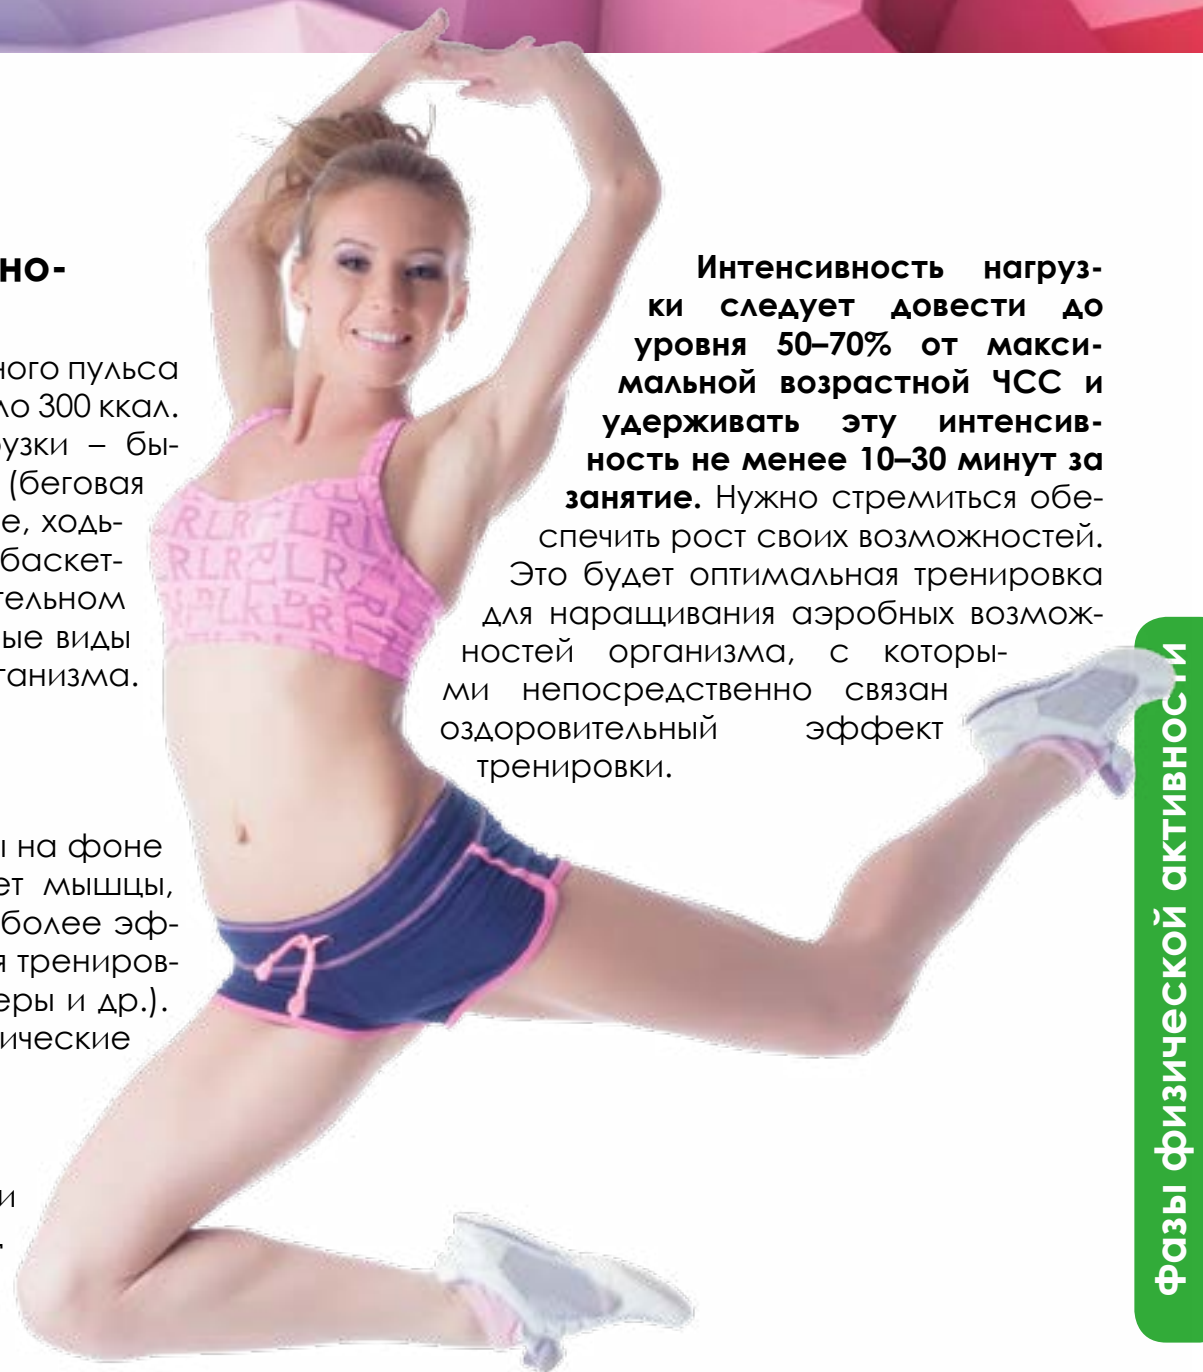 но-
ного пульса
ло 300 ккал.
рузки – бы-
(беговая
е, ходь-
баскет-
тельном
ые виды
ганизма.
ы на фоне
ет мышцы,
более эф-
я трениров-
еры и др.).
ические
и
Интенсивность нагруз-
ки следует довести до
уровня 50–70% от макси-
мальной возрастной ЧСС и
удерживать эту интенсив-
ность не менее 10–30 минут за
занятие. Нужно стремиться обе-
спечить рост своих возможностей.
Это будет оптимальная тренировка
для наращивания аэробных возмож-
ностей организма, с которы-
ми непосредственно связан
оздоровительный эффект
тренировки.
Фазы физической активности